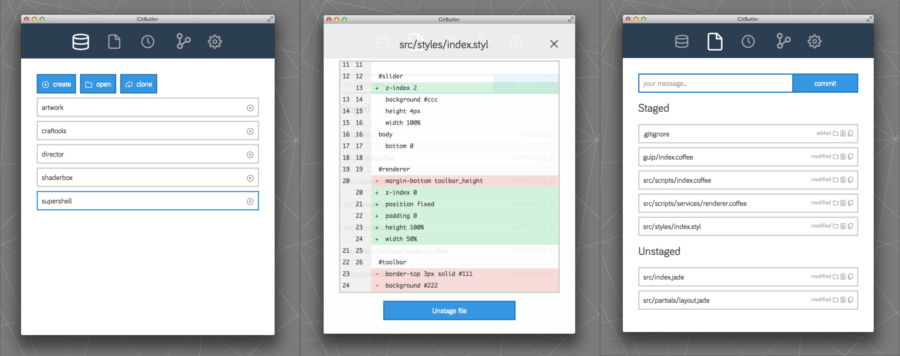 GitButler
create
open
clone
artwork
craftools
director
shaderbox
supershell
GitButler
src/styles/index.styl
11 11
12 12 #slider
13 + z-index 2
13 14 background #ccc
14 15 height 4px
15 16 width 100%
16 16 body
17 17 bottom 0
18 18
19 19 #renderer
20 - margin-bottom toolbar_height
20 + z-index 0
21 + position fixed
22 + padding 0
23 + height 100%
24 + width 50%
21 25
22 26 #toolbar
23 - border-top 3px solid #111
24 - background #222
Unstage file
GitButler
your message...
commit
Staged
.gitignore added
gulp/index.coffee modified
src/scripts/index.coffee modified
src/scripts/services/renderer.coffee modified
src/styles/index.styl modified
Unstaged
src/index.jade modified
src/partials/layout.jade modified